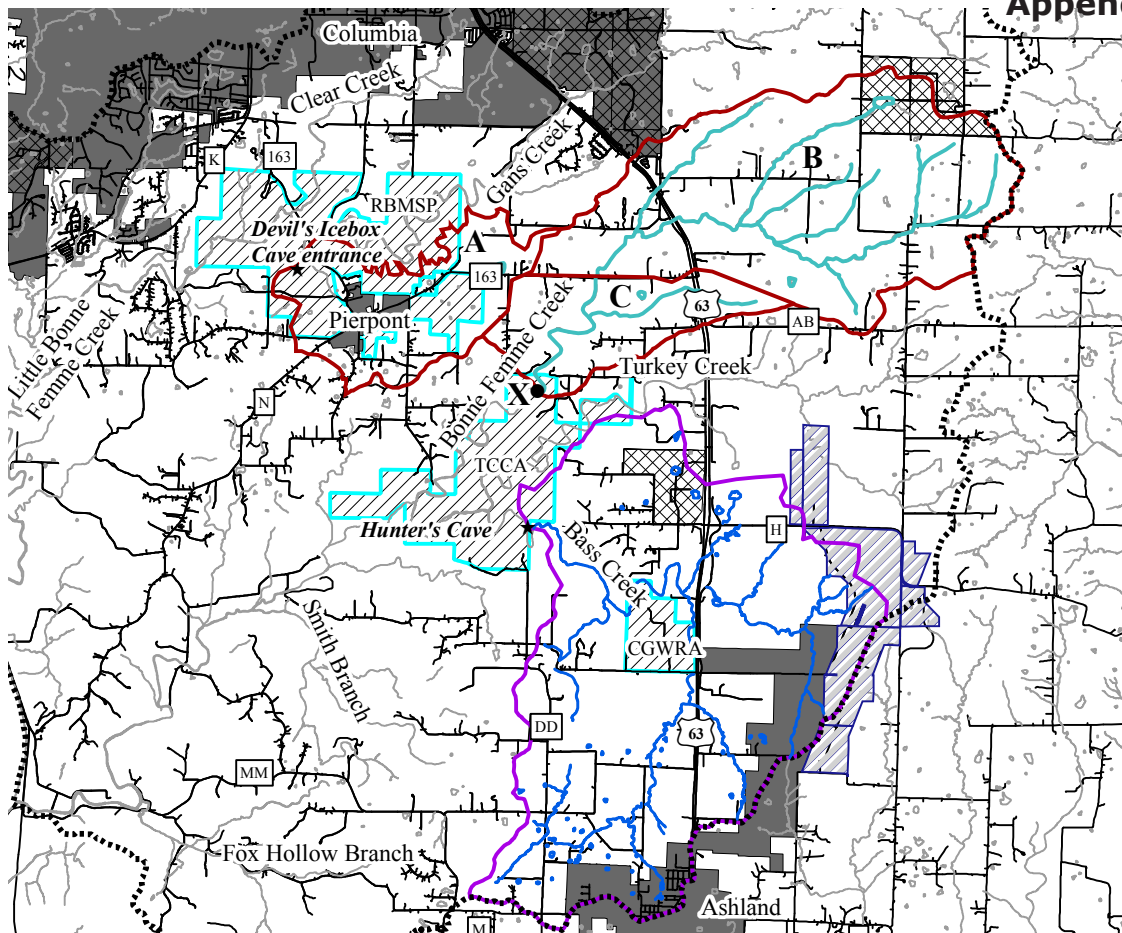 Appen
Columbia
Clear Creek
K
163
Gans Creek
B
RBMSP
Devil's Icebox
Cave entrance
A
163
C
63
Little Bonne
Femme Creek
Pierpont
AB
Bonne Femme Creek
Turkey Creek
X
N
TCCA
Hunter's Cave
H
Bass Creek
Smith Branch
CGWRA
DD
63
MM
Fox Hollow Branch
Ashland
M